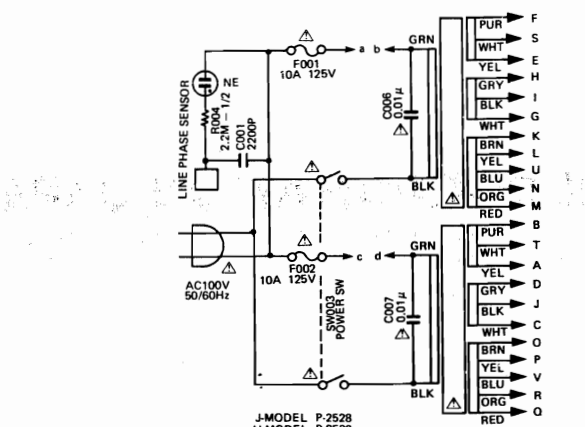 PUR F
WHT S
YEL E
GRN
F001
10A 125V
a b
H
GRY
I
BLK
G
WHT
NE
R004
2.2M – 1/2
C001
2200P
LINE PHASE SENSOR
C006
0.01μ
K
BRN L
YEL U
BLU N
ORG M
RED
BLK
B
PUR T
WHT A
YEL
GRN
F002
10A 125V
c d
AC100V
50/60Hz
SW003
POWER SW
C007
0.01μ
D
GRY J
BLK C
WHT
O
BRN P
YEL V
BLU R
ORG Q
RED
BLK
J-MODEL P-2528